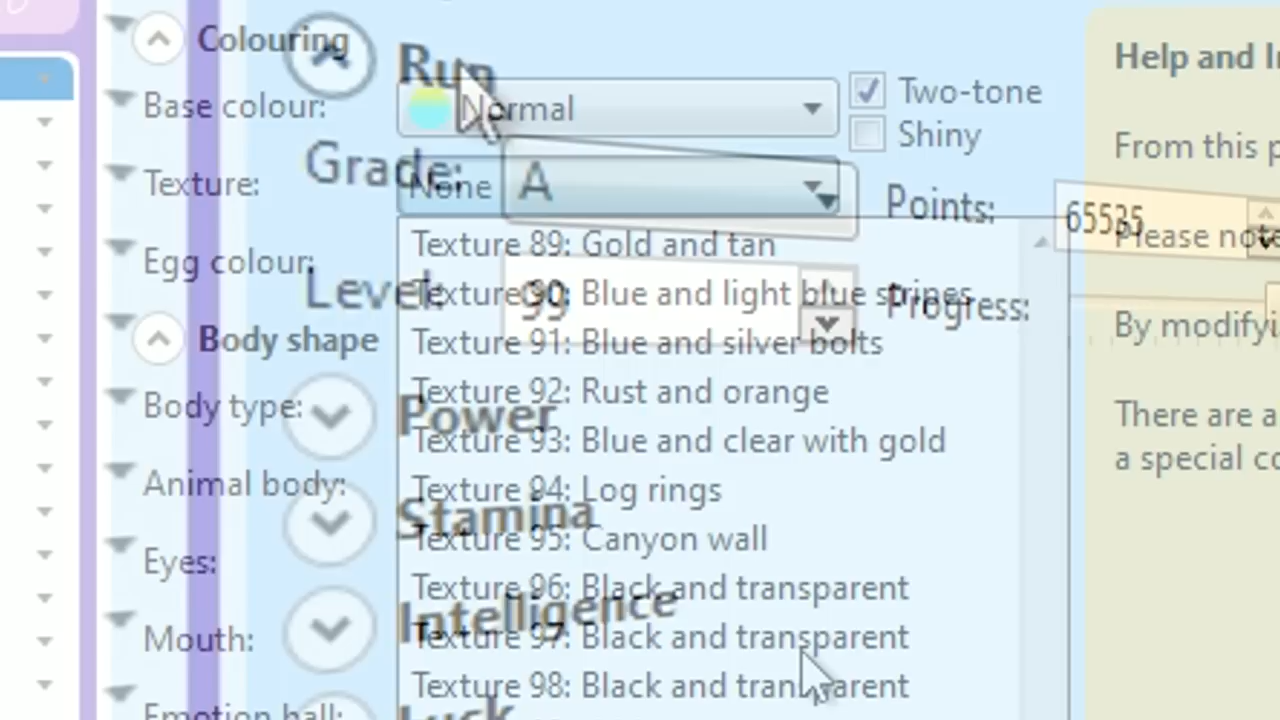 Colouring
Run
Base colour:
Normal
Two-tone
Shiny
Grade:
A
Texture:
None
Points:
65535
Egg colour:
Level:
99
Progress:
Texture 89: Gold and tan
Texture 90: Blue and light blue stripes
Texture 91: Blue and silver bolts
Texture 92: Rust and orange
Texture 93: Blue and clear with gold
Texture 94: Log rings
Texture 95: Canyon wall
Texture 96: Black and transparent
Texture 97: Black and transparent
Texture 98: Black and transparent
Body shape
Body type:
Power
Animal body:
Stamina
Eyes:
Intelligence
Mouth:
Emotion ball:
Luck
Help and
From this
Please note
By modifyi
There are a
a special